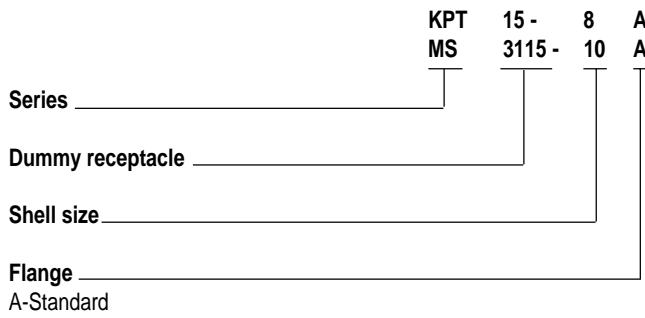 KPT 15 - 8 A
MS 3115 - 10 A
Series
Dummy receptacle
Shell size
Flange
A-Standard